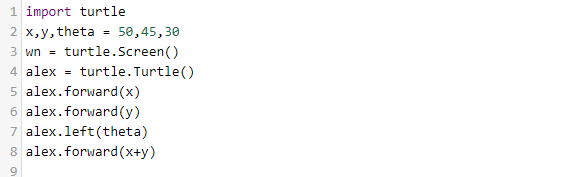 1 import turtle
2 x,y,theta = 50,45,30
3 wn = turtle.Screen()
4 alex = turtle.Turtle()
5 alex.forward(x)
6 alex.forward(y)
7 alex.left(theta)
8 alex.forward(x+y)
9